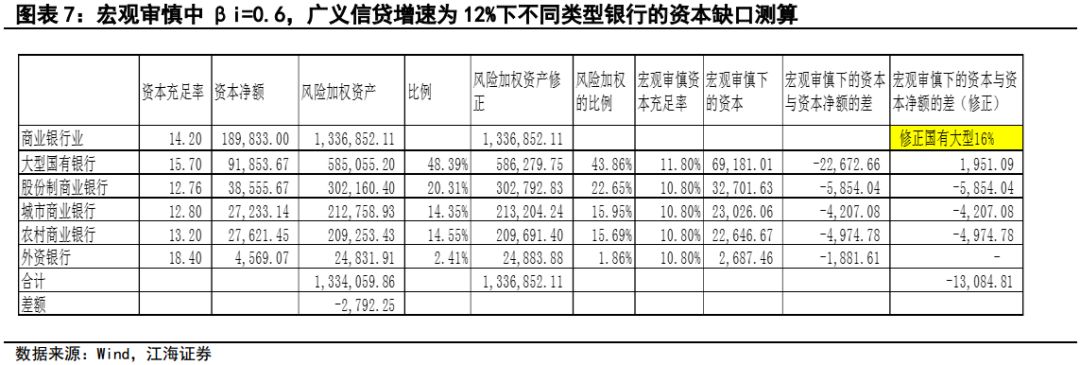 图表7：宏观审慎中 βi=0.6，广义信贷增速为12%下不同类型银行的资本缺口测算
资本充足率 资本净额 风险加权资产 比例 风险加权资产修正 风险加权的比例 宏观审慎资本充足率 宏观审慎下的资本 宏观审慎下的资本与资本净额的差 宏观审慎下的资本与资本净额的差（修正）
商业银行业 14.20 189,833.00 1,336,852.11 1,336,852.11 修正国有大型16%
大型国有银行 15.70 91,853.67 585,055.20 48.39% 586,279.75 43.86% 11.80% 69,181.01 -22,672.66 1,951.09
股份制商业银行 12.76 38,555.67 302,160.40 20.31% 302,792.83 22.65% 10.80% 32,701.63 -5,854.04 -5,854.04
城市商业银行 12.80 27,233.14 212,758.93 14.35% 213,204.24 15.95% 10.80% 23,026.06 -4,207.08 -4,207.08
农村商业银行 13.20 27,621.45 209,253.43 14.55% 209,691.40 15.69% 10.80% 22,646.67 -4,974.78 -4,974.78
外资银行 18.40 4,569.07 24,831.91 2.41% 24,883.88 1.86% 10.80% 2,687.46 -1,881.61 -
合计 1,334,059.86 1,336,852.11 -13,084.81
差额 -2,792.25
数据来源：Wind，江海证券